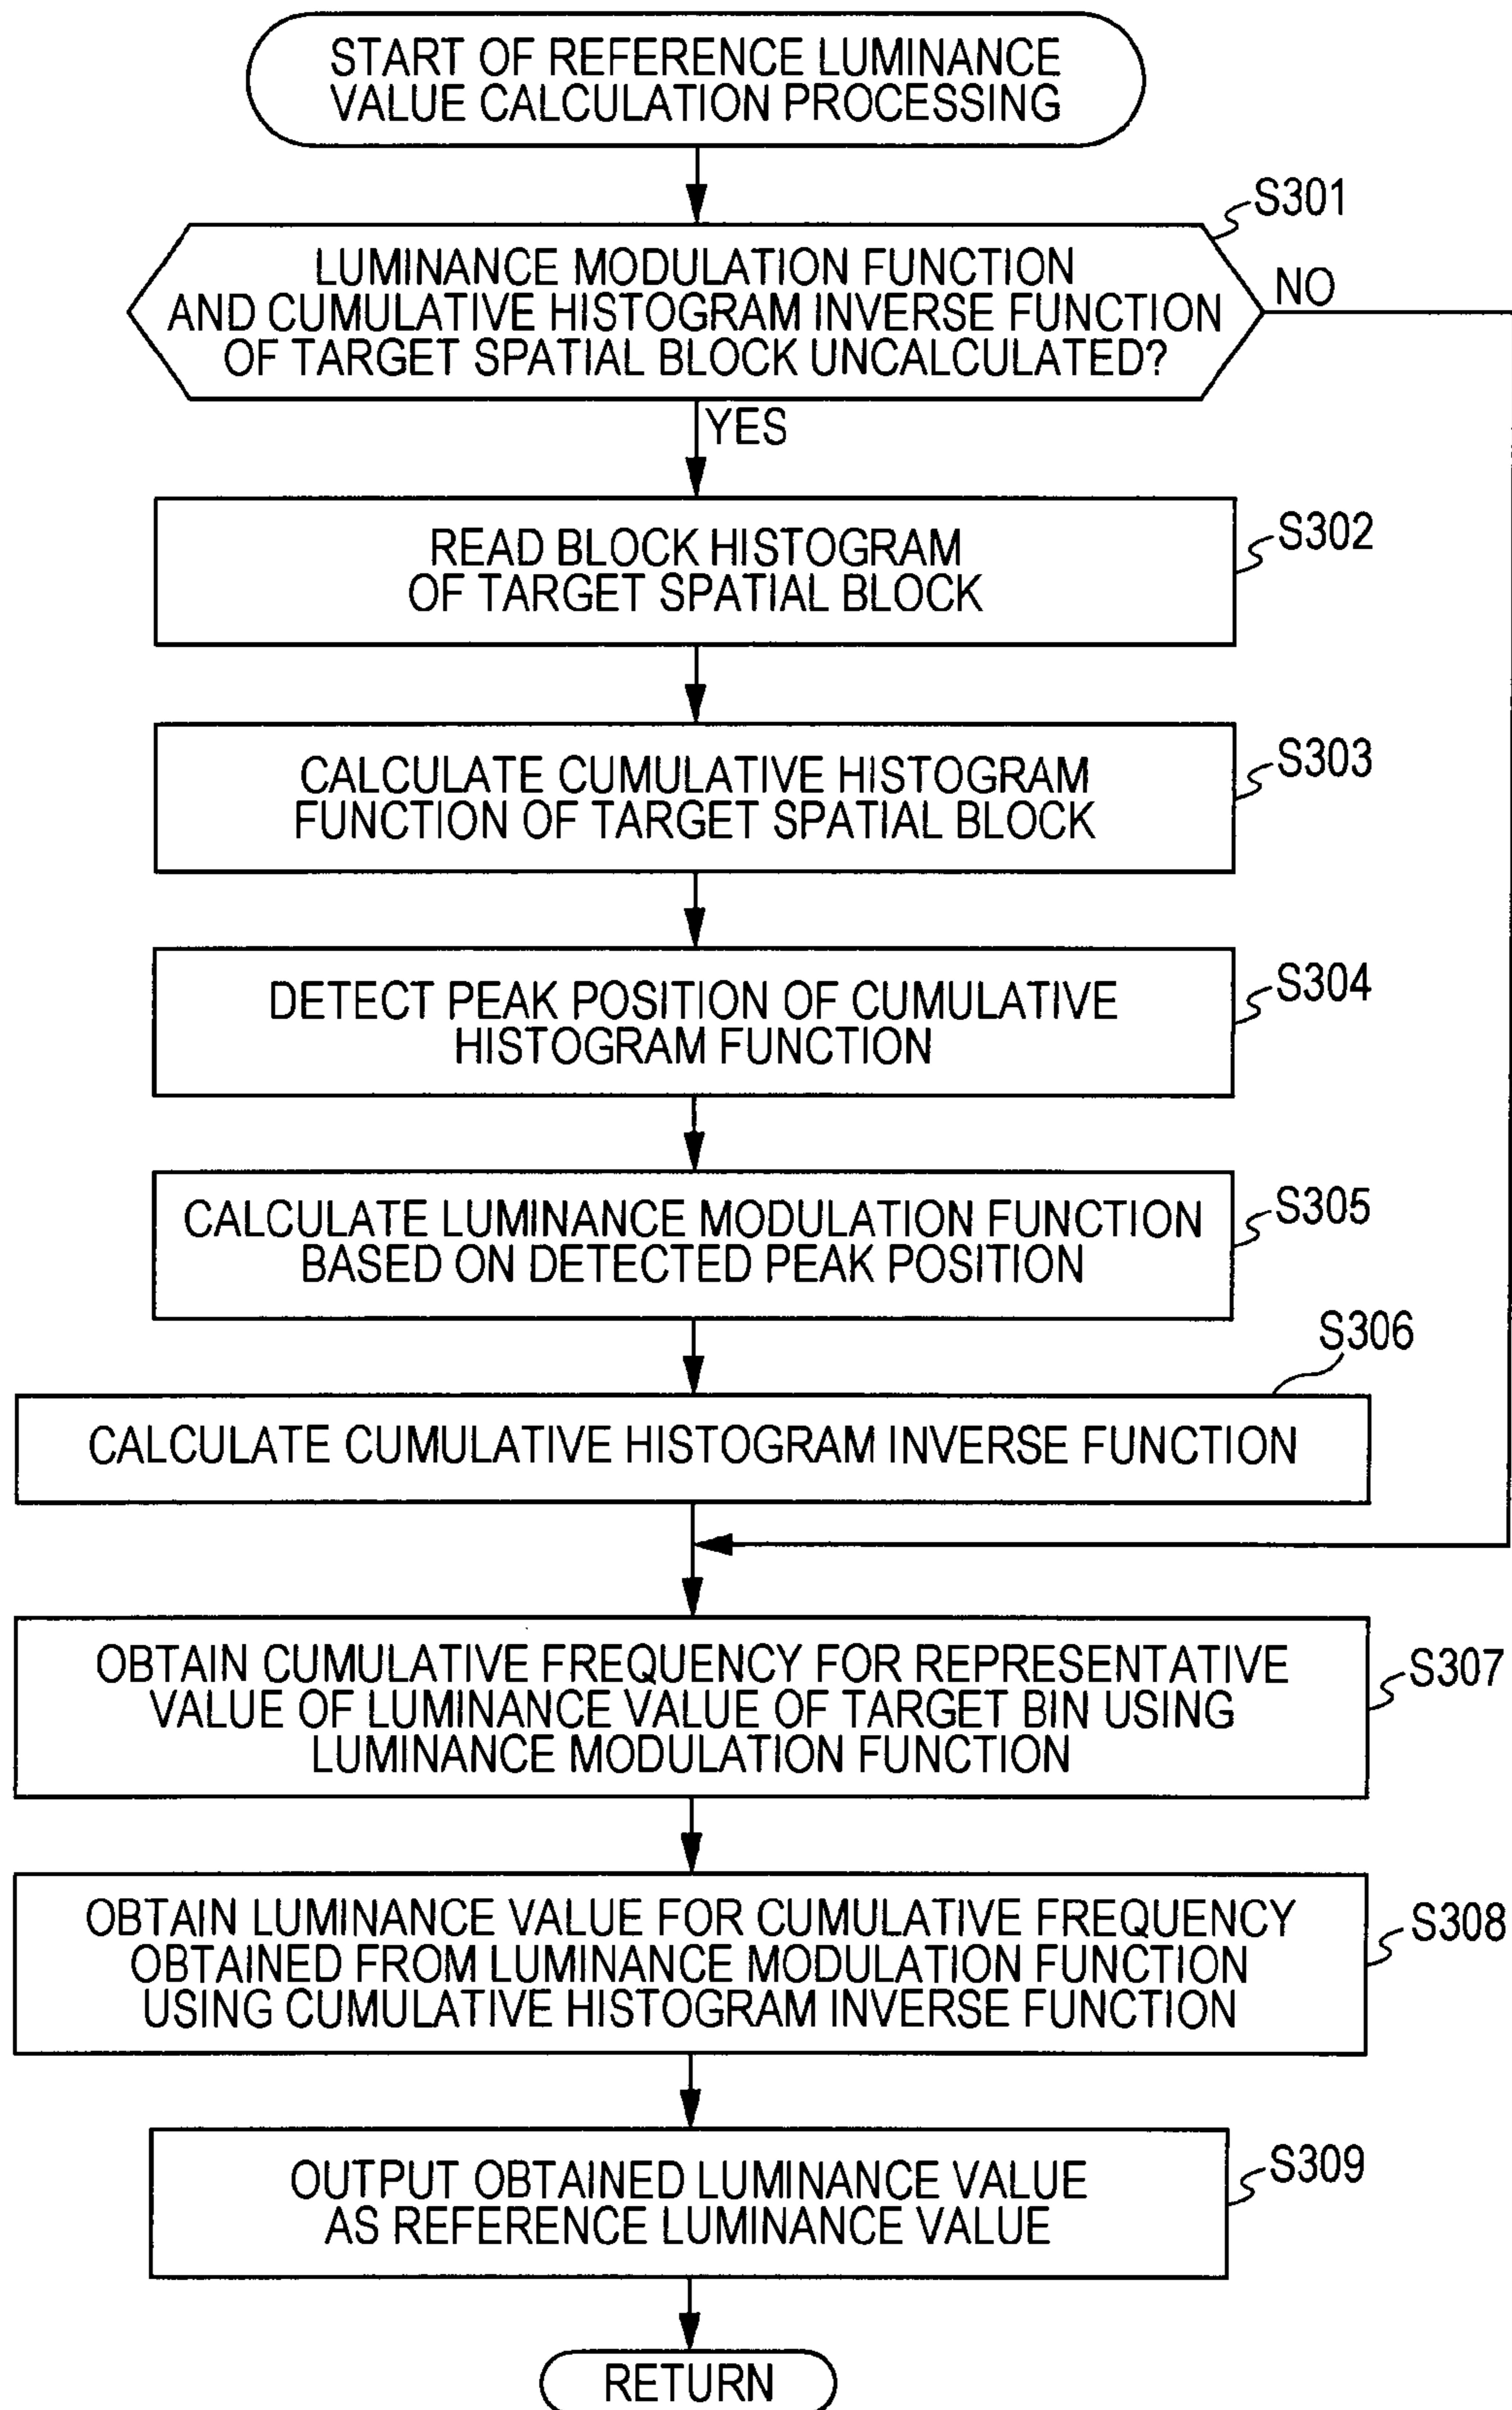 START OF REFERENCE LUMINANCE
VALUE CALCULATION PROCESSING
S301
LUMINANCE MODULATION FUNCTION
AND CUMULATIVE HISTOGRAM INVERSE FUNCTION
OF TARGET SPATIAL BLOCK UNCALCULATED?
NO
YES
READ BLOCK HISTOGRAM
OF TARGET SPATIAL BLOCK
S302
CALCULATE CUMULATIVE HISTOGRAM
FUNCTION OF TARGET SPATIAL BLOCK
S303
DETECT PEAK POSITION OF CUMULATIVE
HISTOGRAM FUNCTION
S304
CALCULATE LUMINANCE MODULATION FUNCTION
BASED ON DETECTED PEAK POSITION
S305
S306
CALCULATE CUMULATIVE HISTOGRAM INVERSE FUNCTION
OBTAIN CUMULATIVE FREQUENCY FOR REPRESENTATIVE
VALUE OF LUMINANCE VALUE OF TARGET BIN USING
LUMINANCE MODULATION FUNCTION
S307
OBTAIN LUMINANCE VALUE FOR CUMULATIVE FREQUENCY
OBTAINED FROM LUMINANCE MODULATION FUNCTION
USING CUMULATIVE HISTOGRAM INVERSE FUNCTION
S308
OUTPUT OBTAINED LUMINANCE VALUE
AS REFERENCE LUMINANCE VALUE
S309
RETURN